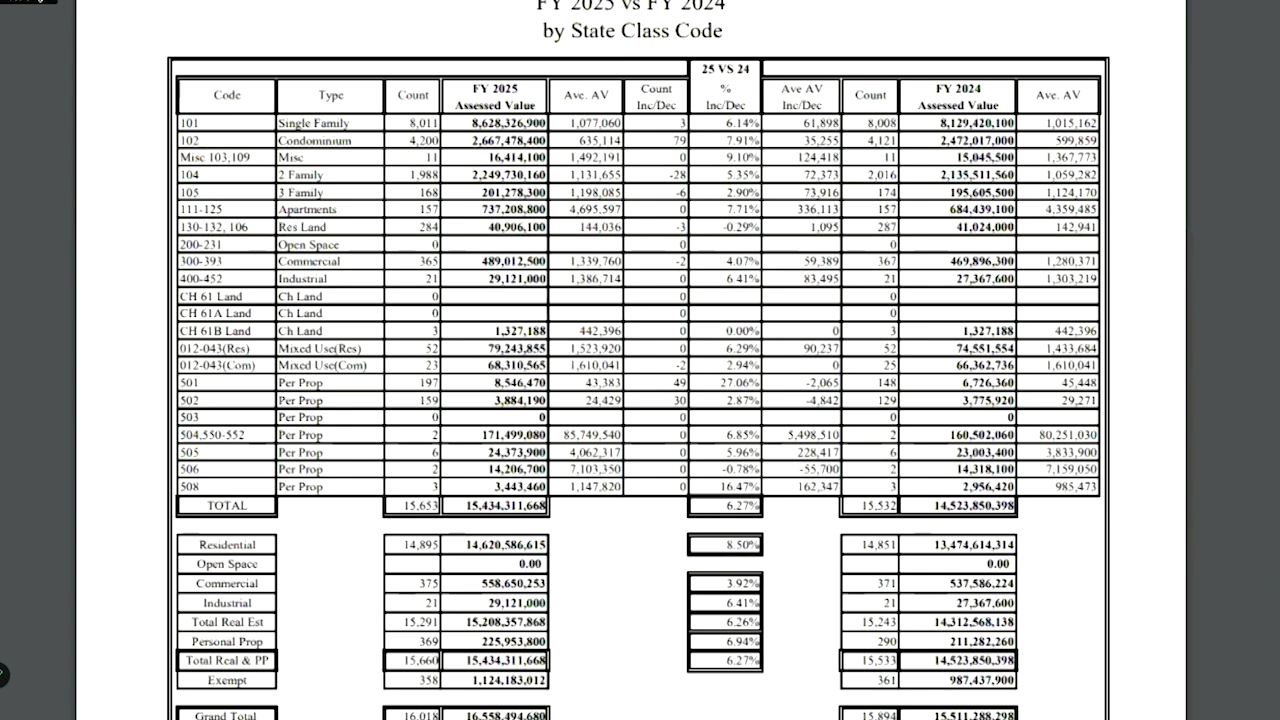 FY 2025 vs FY 2024
by State Class Code
25 VS 24
Code Type Count FY 2025 Assessed Value Ave. AV Count Inc/Dec % Inc/Dec Ave AV Inc/Dec Count FY 2024 Assessed Value Ave. AV
101 Single Family 8,011 8,628,326,900 1,077,060 3 6.14% 61,898 8,008 8,129,420,100 1,015,162
102 Condominium 4,200 2,667,478,400 635,114 79 7.91% 35,255 4,121 2,472,017,000 599,859
Misc 103,109 Misc 11 16,414,100 1,492,191 0 9.10% 124,418 11 15,045,500 1,367,773
104 2 Family 1,988 2,249,730,160 1,131,655 -28 5.35% 72,373 2,016 2,135,511,560 1,059,282
105 3 Family 168 201,278,300 1,198,085 -6 2.90% 73,916 174 195,605,500 1,124,170
111-125 Apartments 157 737,208,800 4,695,597 0 7.71% 336,113 157 684,439,100 4,359,485
130-132, 106 Res Land 284 40,906,100 144,036 -3 -0.29% 1,095 287 41,024,000 142,941
200-231 Open Space 0 0 0
300-393 Commercial 365 489,012,500 1,339,760 -2 4.07% 59,389 367 469,896,300 1,280,371
400-452 Industrial 21 29,121,000 1,386,714 0 6.41% 83,495 21 27,367,600 1,303,219
CH 61 Land Ch Land 0 0 0
CH 61A Land Ch Land 0 0 0
CH 61B Land Ch Land 3 1,327,188 442,396 0 0.00% 0 3 1,327,188 442,396
012-043(Res) Mixed Use(Res) 52 79,243,855 1,523,920 0 6.29% 90,237 52 74,551,554 1,433,684
012-043(Com) Mixed Use(Com) 23 68,310,565 1,610,041 -2 2.94% 0 25 66,362,736 1,610,041
501 Per Prop 197 8,546,470 43,383 49 27.06% -2,065 148 6,726,360 45,448
502 Per Prop 159 3,884,190 24,429 30 2.87% -4,842 129 3,775,920 29,271
503 Per Prop 0 0 0 0 0
504,550-552 Per Prop 2 171,499,080 85,749,540 0 6.85% 5,498,510 2 160,502,060 80,251,030
505 Per Prop 6 24,373,900 4,062,317 0 5.96% 228,417 6 23,003,400 3,833,900
506 Per Prop 2 14,206,700 7,103,350 0 -0.78% -55,700 2 14,318,100 7,159,050
508 Per Prop 3 3,443,460 1,147,820 0 16.47% 162,347 3 2,956,420 985,473
TOTAL 15,653 15,434,311,668 6.27% 15,532 14,523,850,398
Residential 14,895 14,620,586,615 8.50% 14,851 13,474,614,314
Open Space 0.00 0.00
Commercial 375 558,650,253 3.92% 371 537,586,224
Industrial 21 29,121,000 6.41% 21 27,367,600
Total Real Est 15,291 15,208,357,868 6.26% 15,243 14,312,568,138
Personal Prop 369 225,953,800 6.94% 290 211,282,260
Total Real & PP 15,660 15,434,311,668 6.27% 15,533 14,523,850,398
Exempt 358 1,124,183,012 361 987,437,900
Grand Total 16,018 16,558,494,680 15,894 15,511,288,298